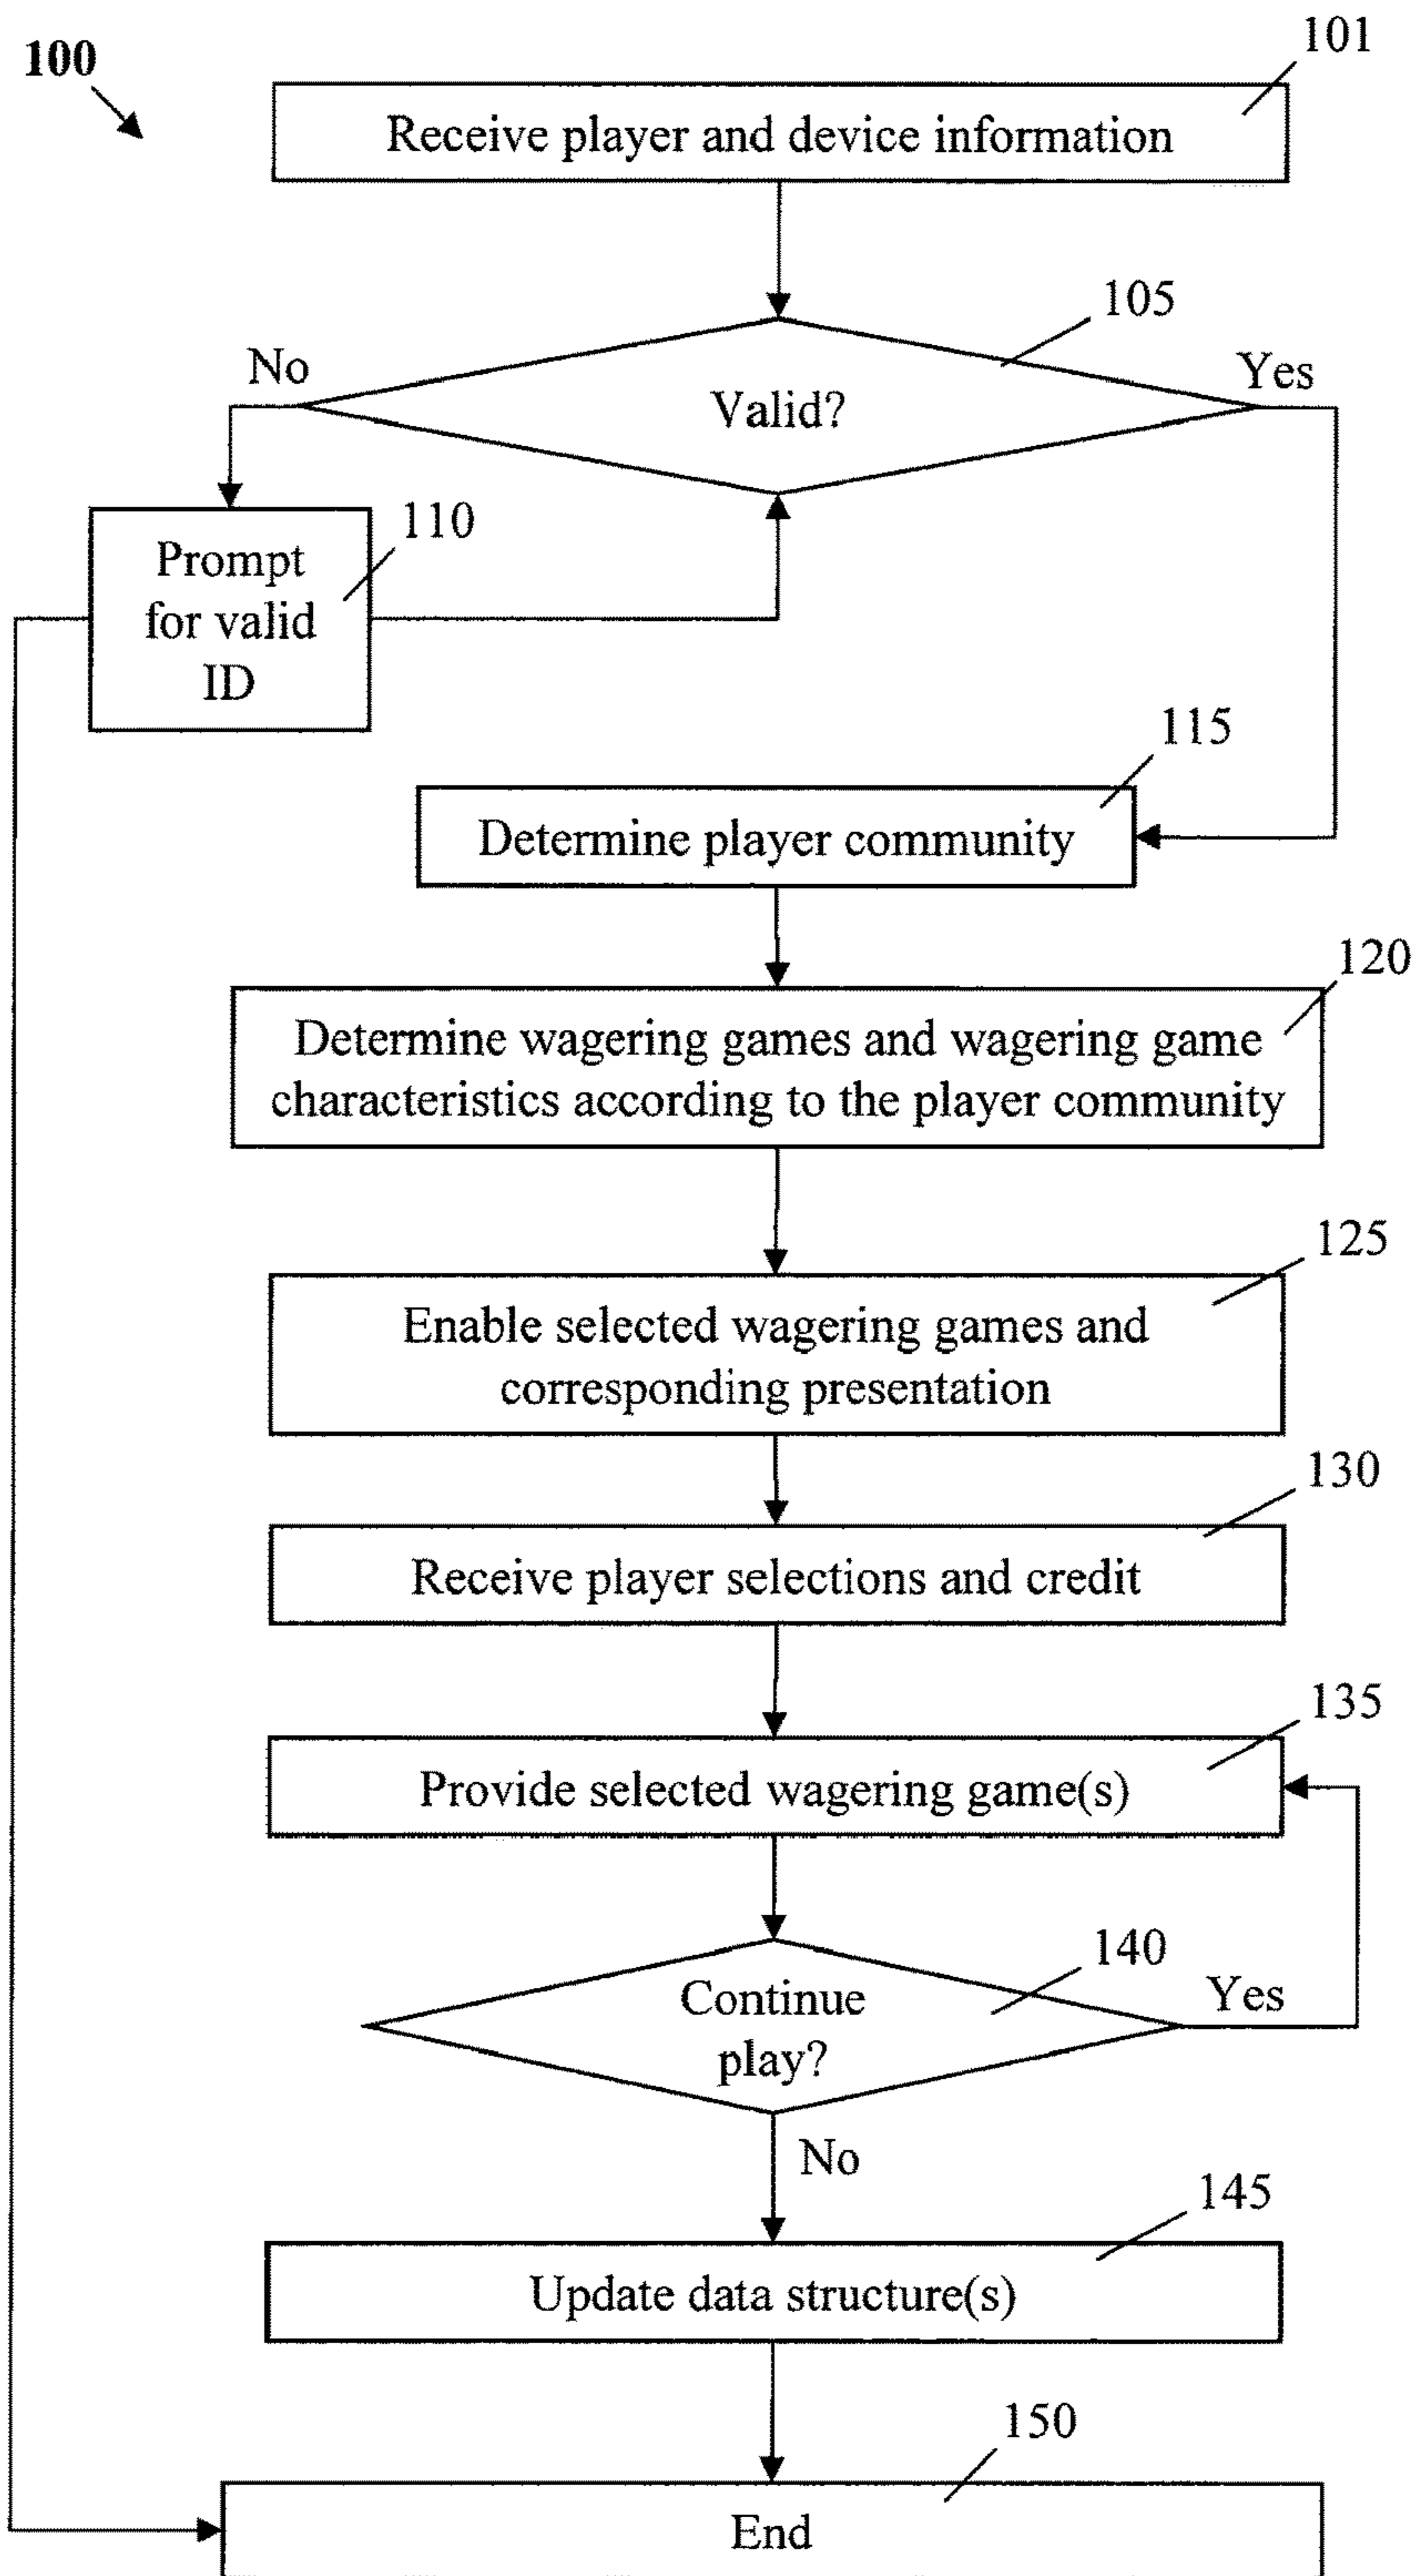 100
101
Receive player and device information
105
No
Yes
Valid?
110
Prompt
for valid
ID
115
Determine player community
120
Determine wagering games and wagering game
characteristics according to the player community
125
Enable selected wagering games and
corresponding presentation
130
Receive player selections and credit
135
Provide selected wagering game(s)
140
Continue
play?
Yes
No
145
Update data structure(s)
150
End